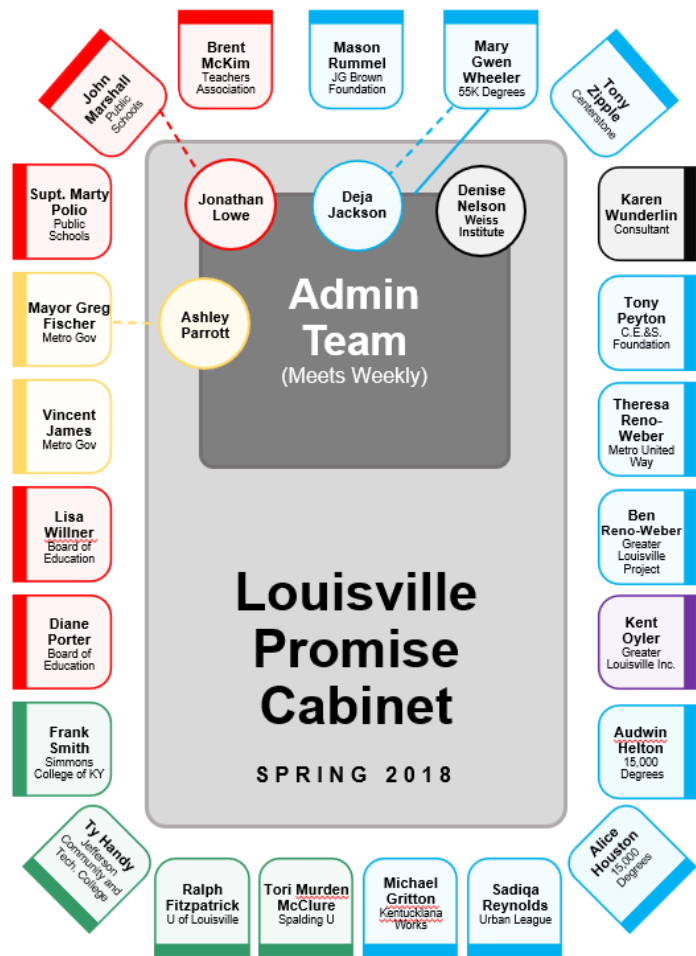 Brent
McKim
Teachers
Association
Mason
Rummel
JG Brown
Foundation
Mary
Gwen
Wheeler
55K Degrees
John
Marshall
Public
Schools
Tony
Zipple
Centerstone
Supt. Marty
Polio
Public
Schools
Jonathan
Lowe
Deja
Jackson
Denise
Nelson
Weiss
Institute
Karen
Wunderlin
Consultant
Mayor Greg
Fischer
Metro Gov
Ashley
Parrott
Admin
Team
(Meets Weekly)
Tony
Peyton
C.E.&S.
Foundation
Vincent
James
Metro Gov
Theresa
Reno-
Weber
Metro United
Way
Lisa
Willner
Board of
Education
Ben
Reno-Weber
Greater
Louisville
Project
Louisville
Promise
Cabinet
SPRING 2018
Diane
Porter
Board of
Education
Kent
Oyler
Greater
Louisville Inc.
Frank
Smith
Simmons
College of KY
Audwin
Helton
15,000
Degrees
Ty Handy
Jefferson
Community and
Tech. College
Ralph
Fitzpatrick
U of Louisville
Tori Murden
McClure
Spalding U
Michael
Gritton
Kentucklana
Works
Sadiqa
Reynolds
Urban League
Alice
Houston
15,000
Degrees